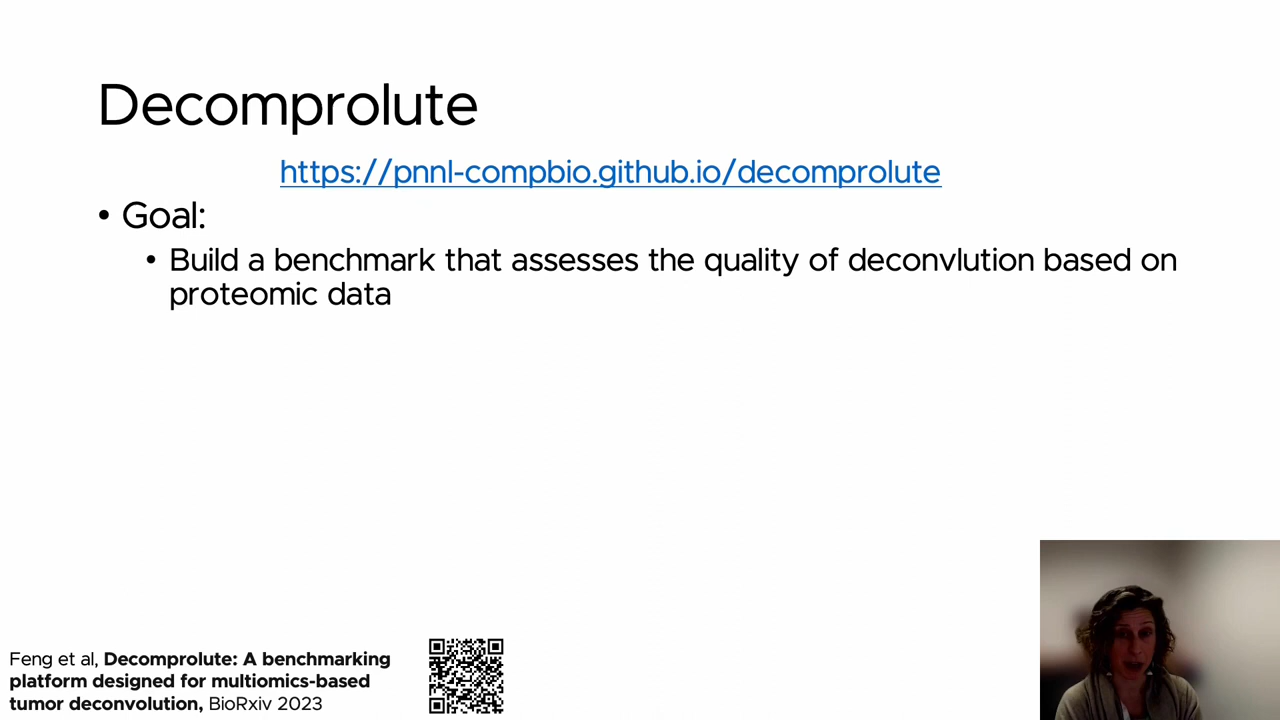 Decomprolute
https://pnnl-compbio.github.io/decomprolute
• Goal:
• Build a benchmark that assesses the quality of deconvlution based on
proteomic data
Feng et al, Decomprolute: A benchmarking
platform designed for multiomics-based
tumor deconvolution, BioRxiv 2023